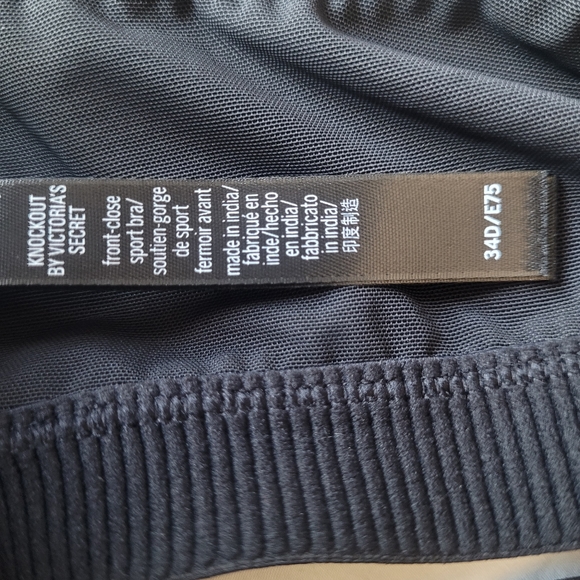 KNOCKOUT
BY VICTORIA'S
SECRET
front-close
sport bra/
soutien-gorge
de sport
fermoir avant
made in india/
fabriqué en
inde/hecho
en india/
fabbricato
in india/
印度制造
34D/E75